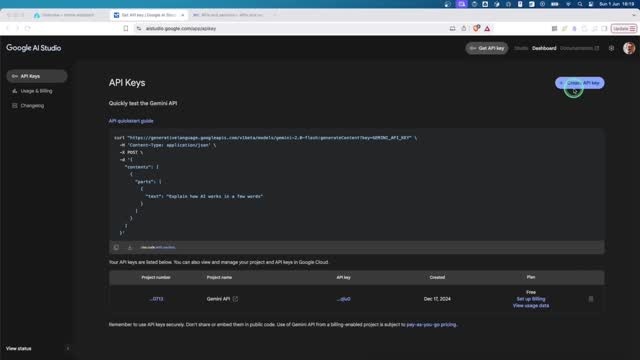 Sun 1 Jun 16:19
Get API key | Google AI Studio
aistudio.google.com/app/apikey
Update
Google AI Studio
Get API key
Studio
Dashboard
Documentation
API Keys
Usage & Billing
Changelog
API Keys
Create API key
Quickly test the Gemini API
API quickstart guide
curl "https://generativelanguage.googleapis.com/v1beta/models/gemini-2.0-flash:generateContent?key=GEMINI_API_KEY" \
-H 'Content-Type: application/json' \
-X POST \
-d '{
"contents": [
{
"parts": [
{
"text": "Explain how AI works in a few words"
}
]
}
]
}'
Use code with caution.
Your API keys are listed below. You can also view and manage your project and API keys in Google Cloud.
Project number
Project name
API key
Created
Plan
...0713
Gemini API
Dec 17, 2024
Free
Set up Billing
View usage data
Remember to use API keys securely. Don't share or embed them in public code. Use of Gemini API from a billing-enabled project is subject to pay-as-you-go pricing.
View status